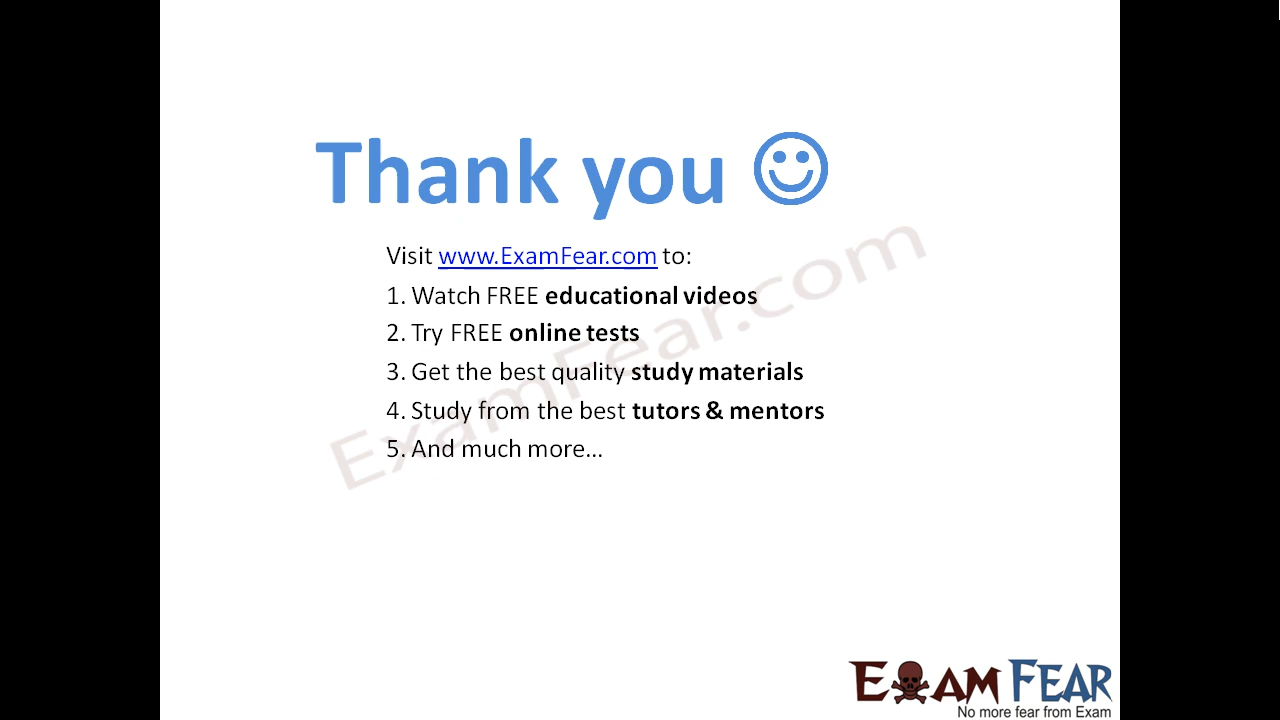 Thank you ☺
Visit www.ExamFear.com to:
1. Watch FREE educational videos
2. Try FREE online tests
3. Get the best quality study materials
4. Study from the best tutors & mentors
5. And much more…
ExamFear.com
EXAM FEAR
No more fear from Exam